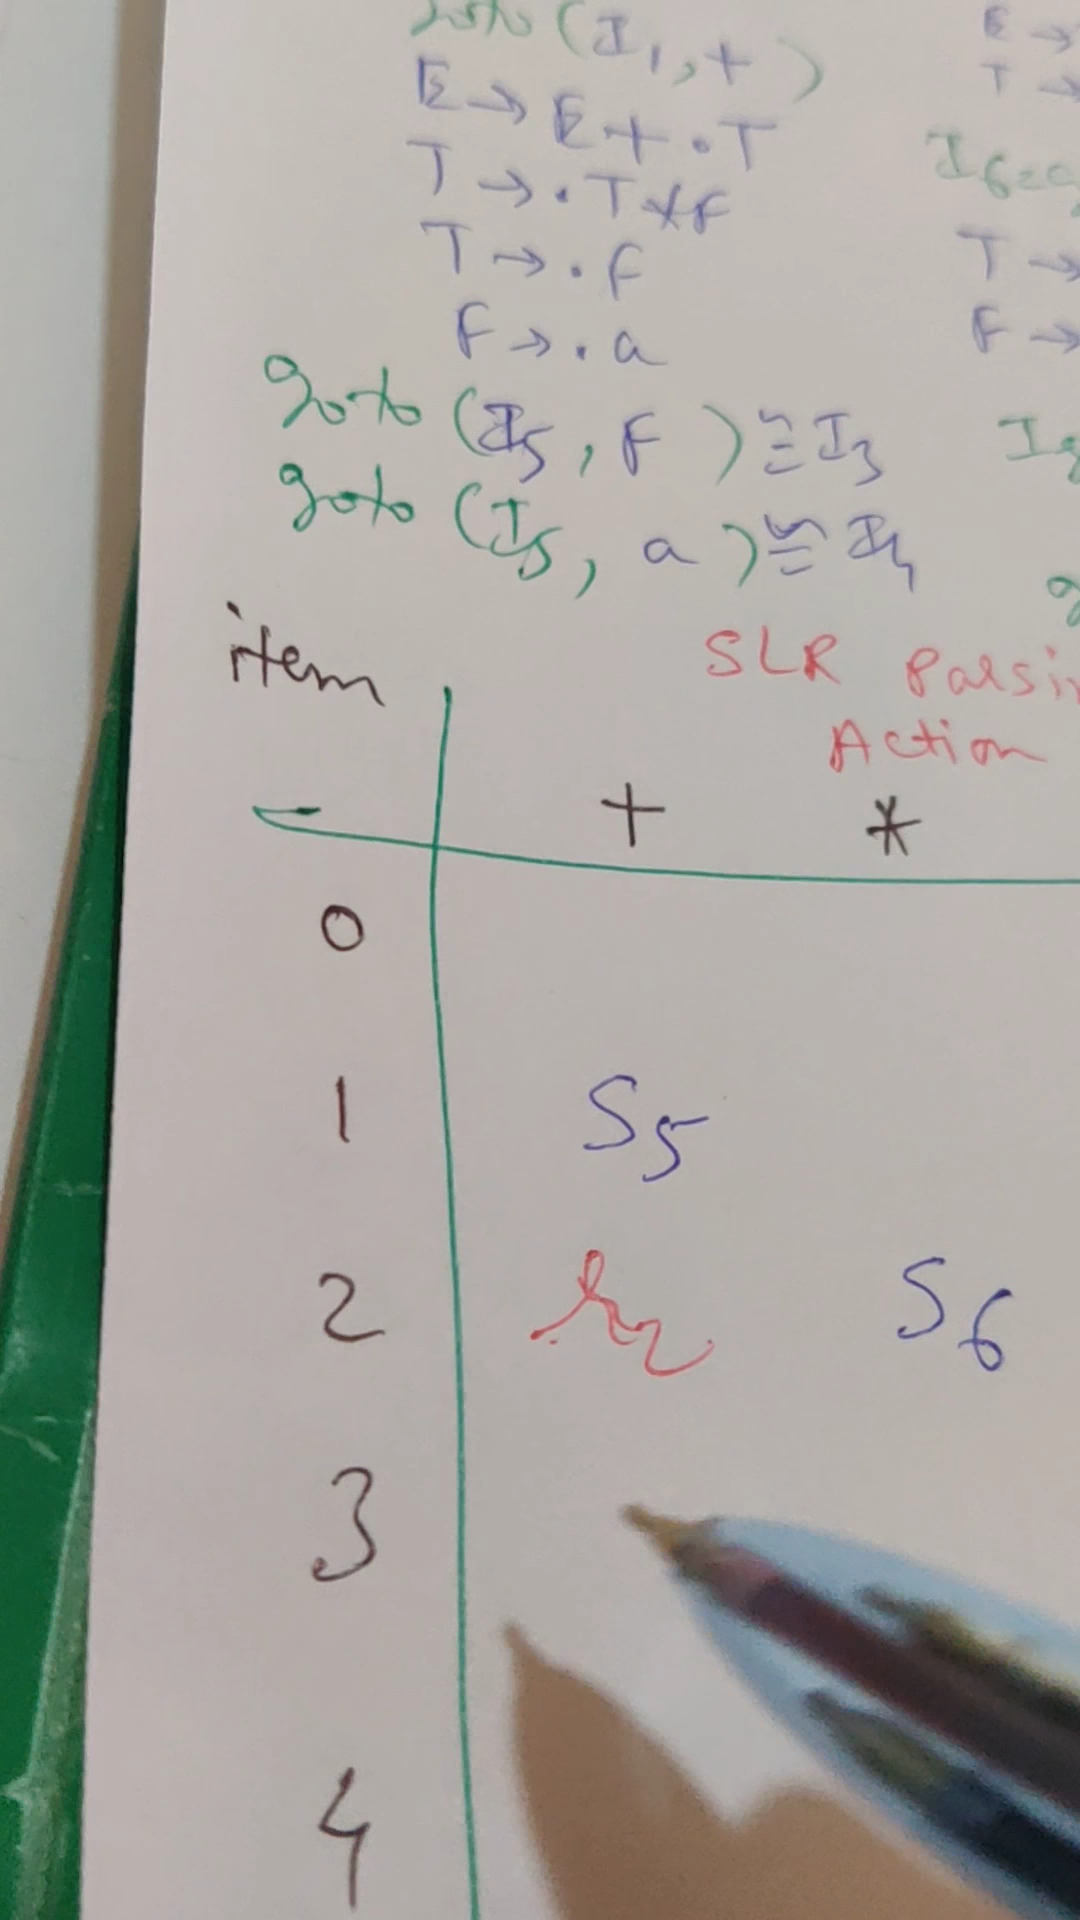 goto (I1, +)
E → E + . T
T → . T * F
T → . F
F → . a
goto (I5, F) ≅ I3
goto (I5, a) ≅ I4
E →
T →
I6 =
T →
F →
item
SLR Parsi
Action
+ *
0
1 S5
2 r2 S6
3
4